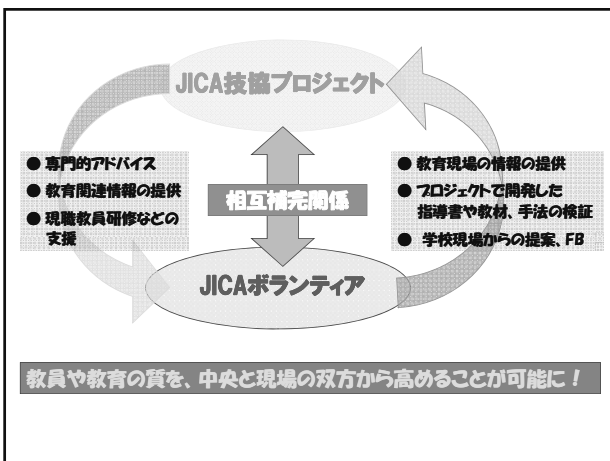 JICA技協プロジェクト
● 専門的アドバイス
● 教育関連情報の提供
● 現職教員研修などの
支援
相互補完関係
● 教育現場の情報の提供
● プロジェクトで開発した
指導書や教材、手法の検証
● 学校現場からの提案、FB
JICAボランティア
教員や教育の質を、中央と現場の双方から高めることが可能に！